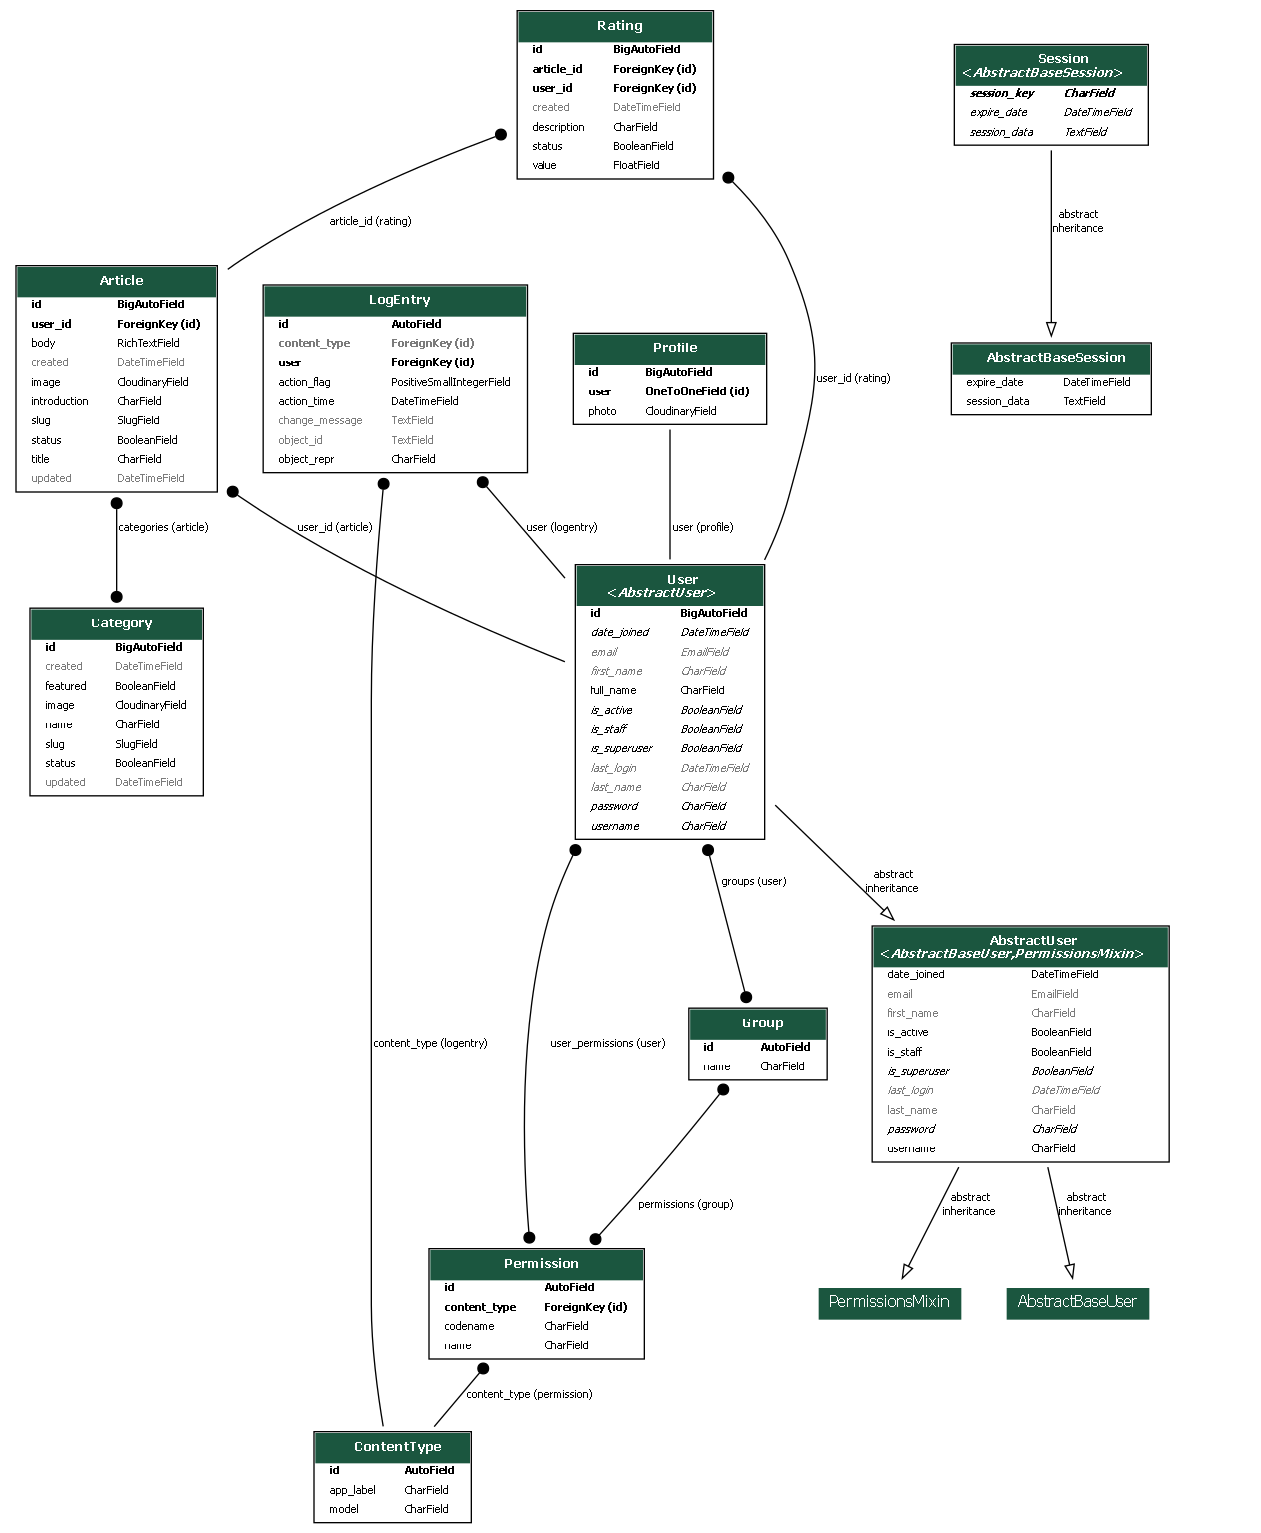 Rating
id BigAutoField
article_id ForeignKey (id)
user_id ForeignKey (id)
created DateTimeField
description CharField
status BooleanField
value FloatField
Session
<AbstractBaseSession>
session_key CharField
expire_date DateTimeField
session_data TextField
article_id (rating)
abstract
inheritance
Article
id BigAutoField
user_id ForeignKey (id)
body RichTextField
created DateTimeField
image CloudinaryField
introduction CharField
slug SlugField
status BooleanField
title CharField
updated DateTimeField
LogEntry
id AutoField
content_type ForeignKey (id)
user ForeignKey (id)
action_flag PositiveSmallIntegerField
action_time DateTimeField
change_message TextField
object_id TextField
object_repr CharField
Profile
id BigAutoField
user OneToOneField (id)
photo CloudinaryField
user_id (rating)
AbstractBaseSession
expire_date DateTimeField
session_data TextField
categories (article)
user_id (article)
user (logentry)
user (profile)
Category
id BigAutoField
created DateTimeField
featured BooleanField
image CloudinaryField
name CharField
slug SlugField
status BooleanField
updated DateTimeField
User
<AbstractUser>
id BigAutoField
date_joined DateTimeField
email EmailField
first_name CharField
full_name CharField
is_active BooleanField
is_staff BooleanField
is_superuser BooleanField
last_login DateTimeField
last_name CharField
password CharField
username CharField
groups (user)
abstract
inheritance
AbstractUser
<AbstractBaseUser,PermissionsMixin>
date_joined DateTimeField
email EmailField
first_name CharField
is_active BooleanField
is_staff BooleanField
is_superuser BooleanField
last_login DateTimeField
last_name CharField
password CharField
username CharField
content_type (logentry)
user_permissions (user)
Group
id AutoField
name CharField
permissions (group)
abstract
inheritance
abstract
inheritance
Permission
id AutoField
content_type ForeignKey (id)
codename CharField
name CharField
PermissionsMixin
AbstractBaseUser
content_type (permission)
ContentType
id AutoField
app_label CharField
model CharField